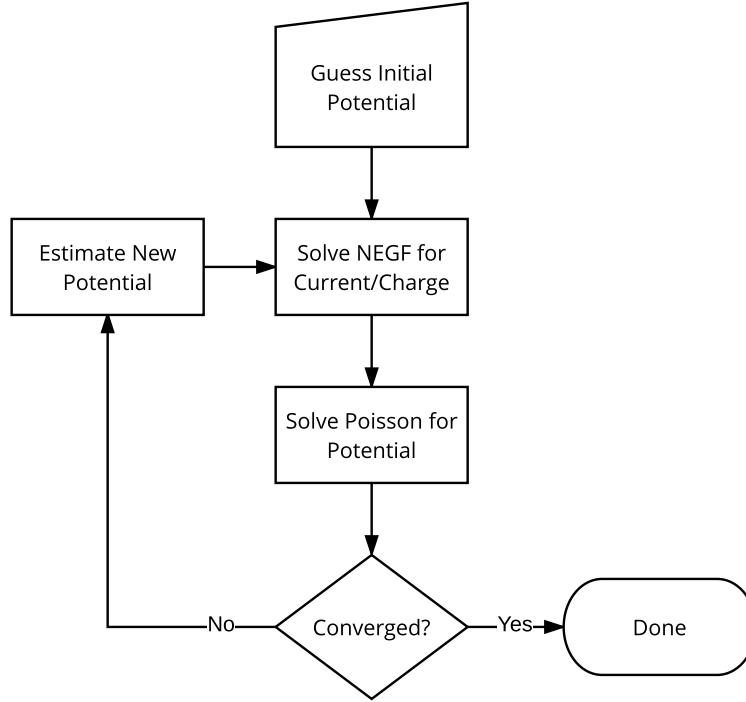 Guess Initial
Potential
Estimate New
Potential
Solve NEGF for
Current/Charge
Solve Poisson for
Potential
Converged?
No
Yes
Done